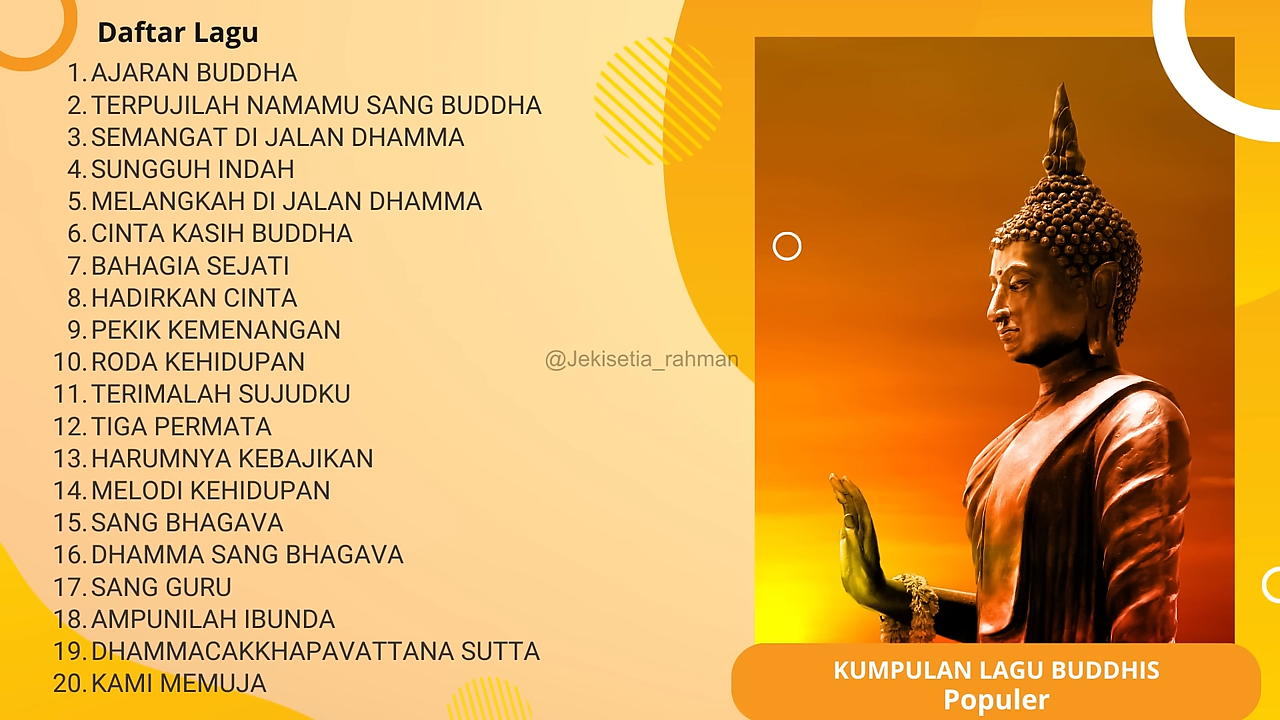 Daftar Lagu
1. AJARAN BUDDHA
2. TERPUJILAH NAMAMU SANG BUDDHA
3. SEMANGAT DI JALAN DHAMMA
4. SUNGGUH INDAH
5. MELANGKAH DI JALAN DHAMMA
6. CINTA KASIH BUDDHA
7. BAHAGIA SEJATI
8. HADIRKAN CINTA
9. PEKIK KEMENANGAN
10. RODA KEHIDUPAN
11. TERIMALAH SUJUDKU
12. TIGA PERMATA
13. HARUMNYA KEBAJIKAN
14. MELODI KEHIDUPAN
15. SANG BHAGAVA
16. DHAMMA SANG BHAGAVA
17. SANG GURU
18. AMPUNILAH IBUNDA
19. DHAMMACAKKHAPAVATTANA SUTTA
20. KAMI MEMUJA
@Jekisetia_rahman
KUMPULAN LAGU BUDDHIS
Populer